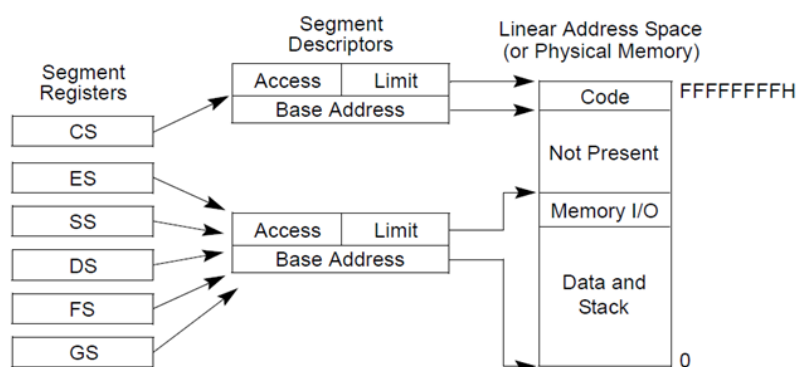 Segment
Registers
CS
ES
SS
DS
FS
GS
Segment
Descriptors
Access Limit
Base Address
Access Limit
Base Address
Linear Address Space
(or Physical Memory)
Code
FFFFFFFFH
Not Present
Memory I/O
Data and
Stack
0